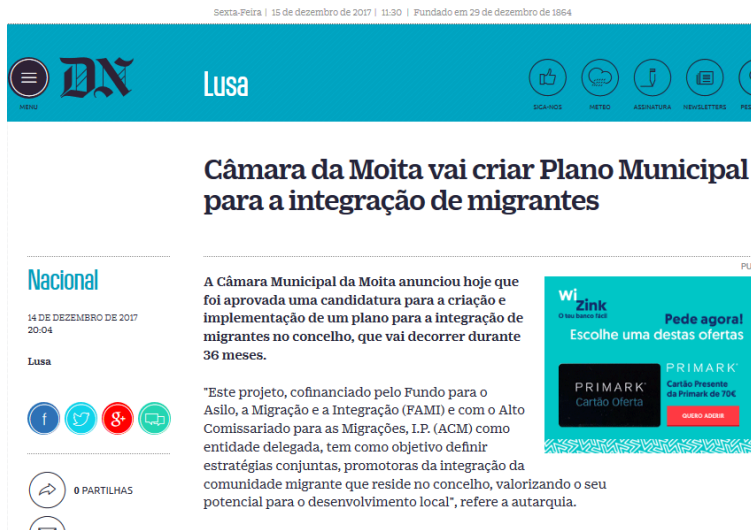 Sexta-Feira | 15 de dezembro de 2017 | 11:30 | Fundado em 29 de dezembro de 1864
MENU
DN
Lusa
SIGA-NOS
METEO
ASSINATURA
NEWSLETTERS
Câmara da Moita vai criar Plano Municipal
para a integração de migrantes
Nacional
14 DE DEZEMBRO DE 2017
20:04
Lusa
f
g+
0 PARTILHAS
A Câmara Municipal da Moita anunciou hoje que
foi aprovada uma candidatura para a criação e
implementação de um plano para a integração de
migrantes no concelho, que vai decorrer durante
36 meses.
"Este projeto, cofinanciado pelo Fundo para o
Asilo, a Migração e a Integração (FAMI) e com o Alto
Comissariado para as Migrações, I.P. (ACM) como
entidade delegada, tem como objetivo definir
estratégias conjuntas, promotoras da integração da
comunidade migrante que reside no concelho, valorizando o seu
potencial para o desenvolvimento local", refere a autarquia.
PU
WiZink
O teu banco fácil
Pede agora!
Escolhe uma destas ofertas
PRIMARK
Cartão Oferta
PRIMARK
Cartão Presente
da Primark de 70€
QUERO ADERIR